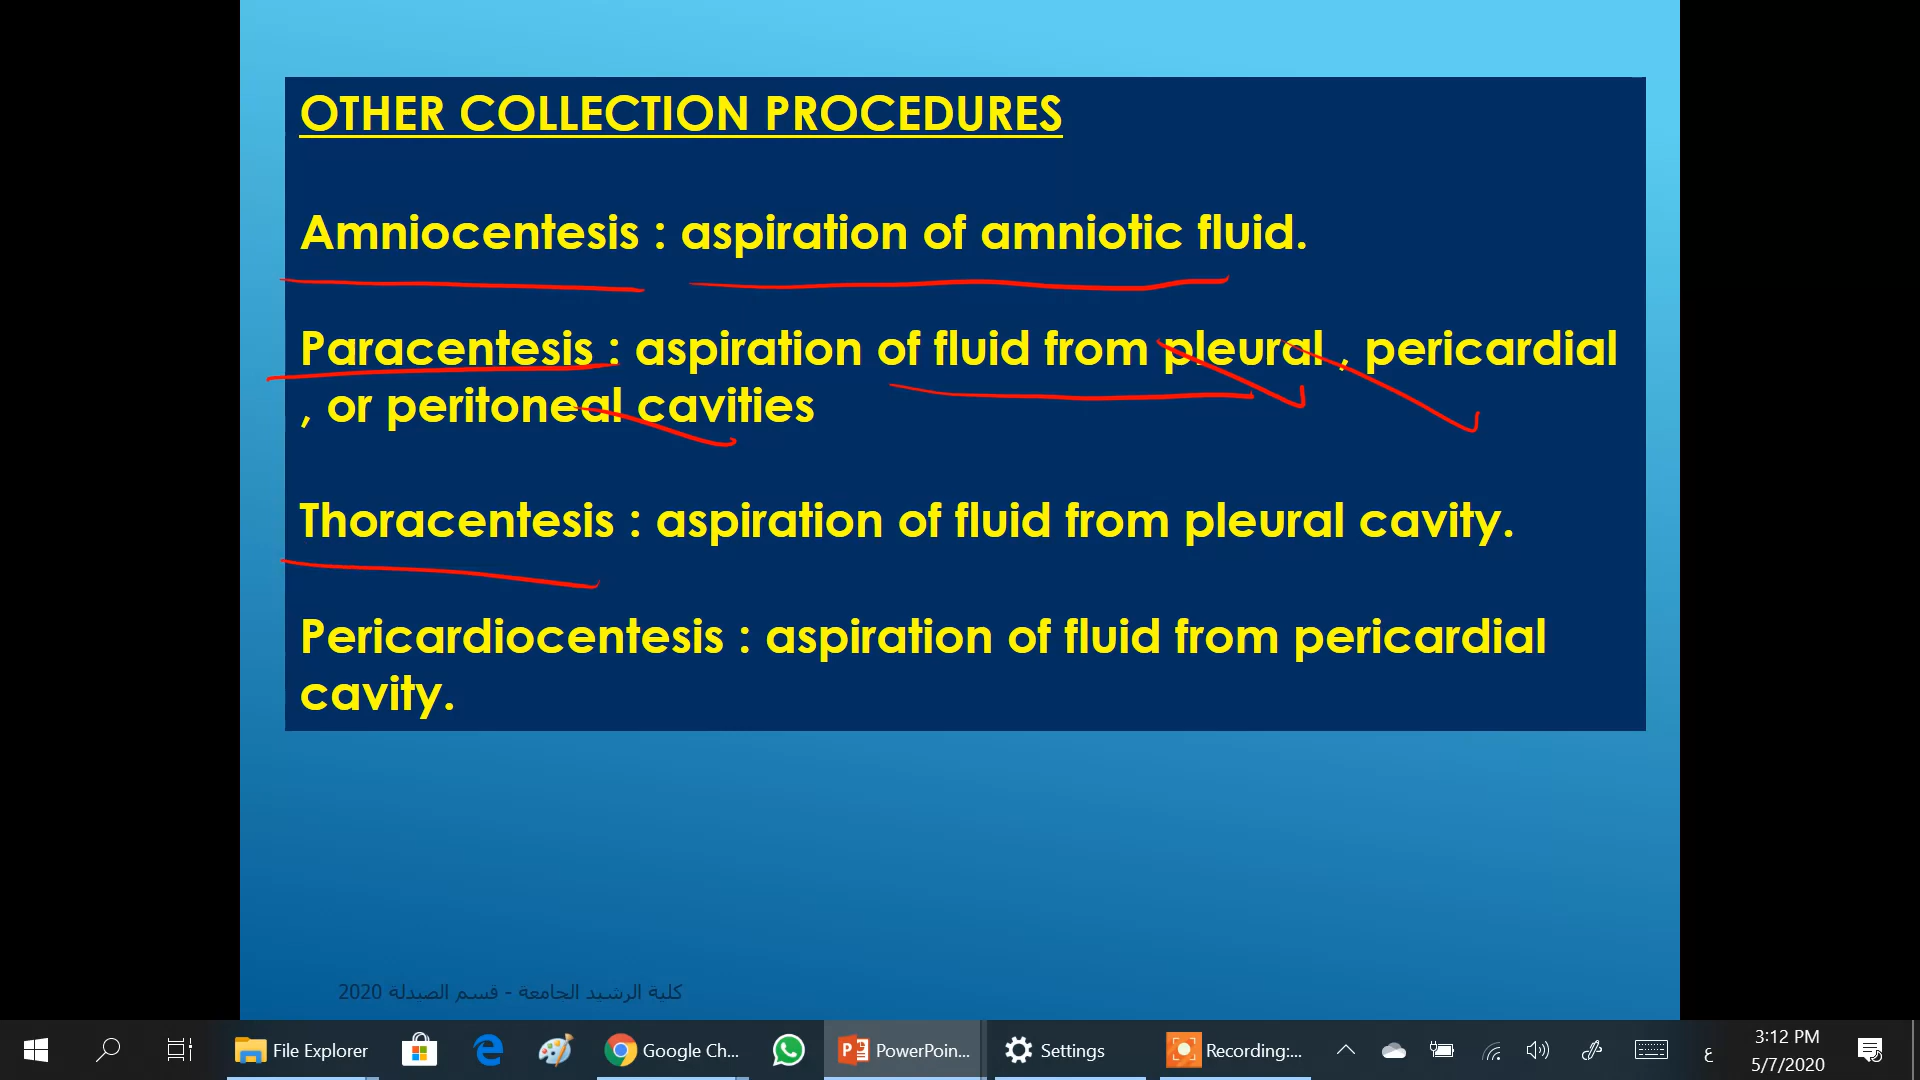 OTHER COLLECTION PROCEDURES
Amniocentesis : aspiration of amniotic fluid.
Paracentesis : aspiration of fluid from pleural , pericardial
, or peritoneal cavities
Thoracentesis : aspiration of fluid from pleural cavity.
Pericardiocentesis : aspiration of fluid from pericardial
cavity.
كلية الرشيد الجامعة - قسم الصيدلة 2020
File Explorer
Google Ch...
PowerPoin...
Settings
Recording:...
ع
3:12 PM
5/7/2020